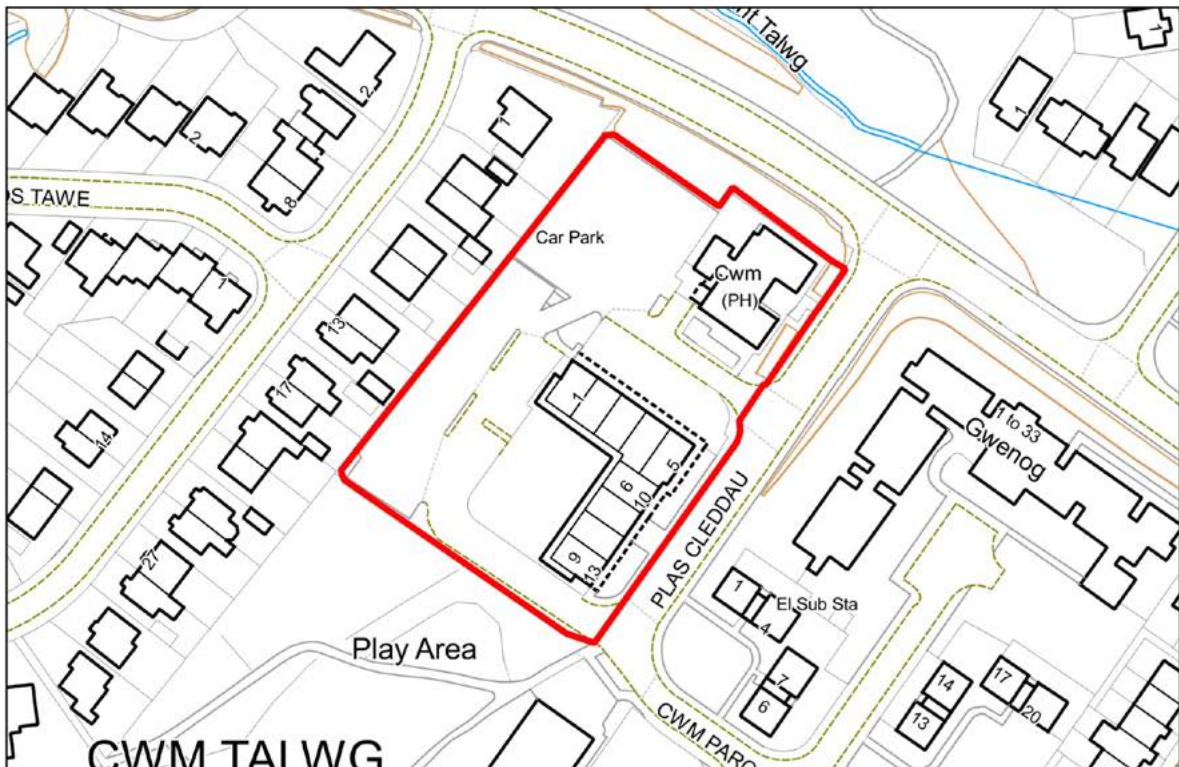 nt Talwg
1
1
2
2
8
1
OS TAWE
1
Car Park
Cwm
(PH)
13
17
14
1
5
6
10
9
13
27
1 to 33
Gwenog
PLAS CLEDDAU
1
El Sub Sta
4
7
6
14
13
17
20
Play Area
CWM PARC
CWM TALWG